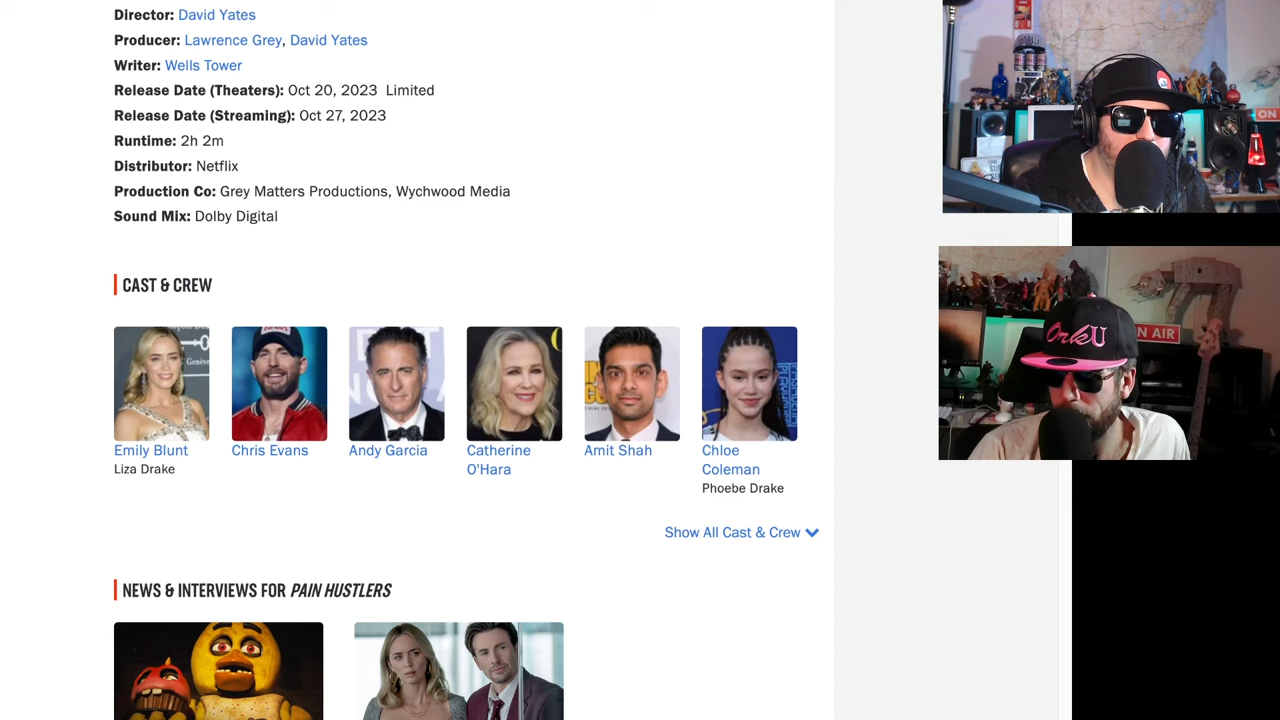 Director: David Yates
Producer: Lawrence Grey, David Yates
Writer: Wells Tower
Release Date (Theaters): Oct 20, 2023 Limited
Release Date (Streaming): Oct 27, 2023
Runtime: 2h 2m
Distributor: Netflix
Production Co: Grey Matters Productions, Wychwood Media
Sound Mix: Dolby Digital
ON
CAST & CREW
OrkU
N AIR
Emily Blunt
Liza Drake
Chris Evans
Andy Garcia
Catherine
O'Hara
Amit Shah
Chloe
Coleman
Phoebe Drake
Show All Cast & Crew
NEWS & INTERVIEWS FOR PAIN HUSTLERS